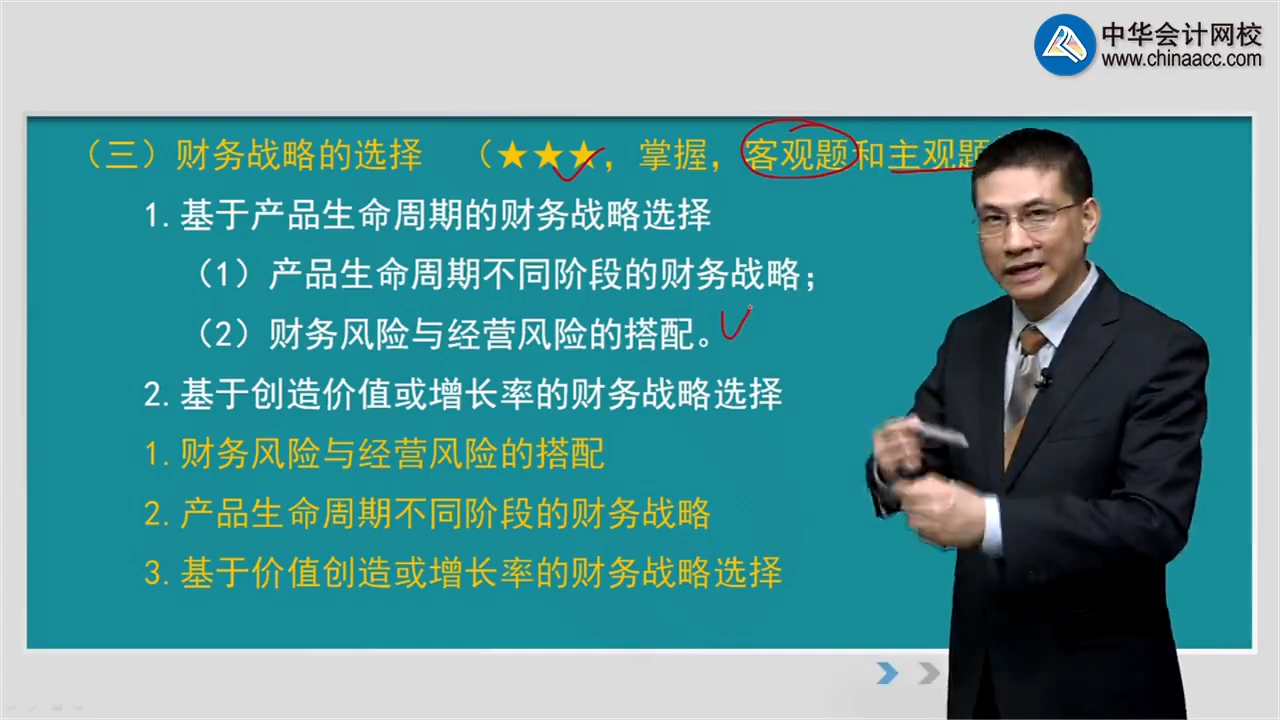 中华会计网校
www.chinaacc.com
（三）财务战略的选择 （★★★，掌握，客观题和主观题
1.基于产品生命周期的财务战略选择
（1）产品生命周期不同阶段的财务战略；
（2）财务风险与经营风险的搭配。
2.基于创造价值或增长率的财务战略选择
1.财务风险与经营风险的搭配
2.产品生命周期不同阶段的财务战略
3.基于价值创造或增长率的财务战略选择